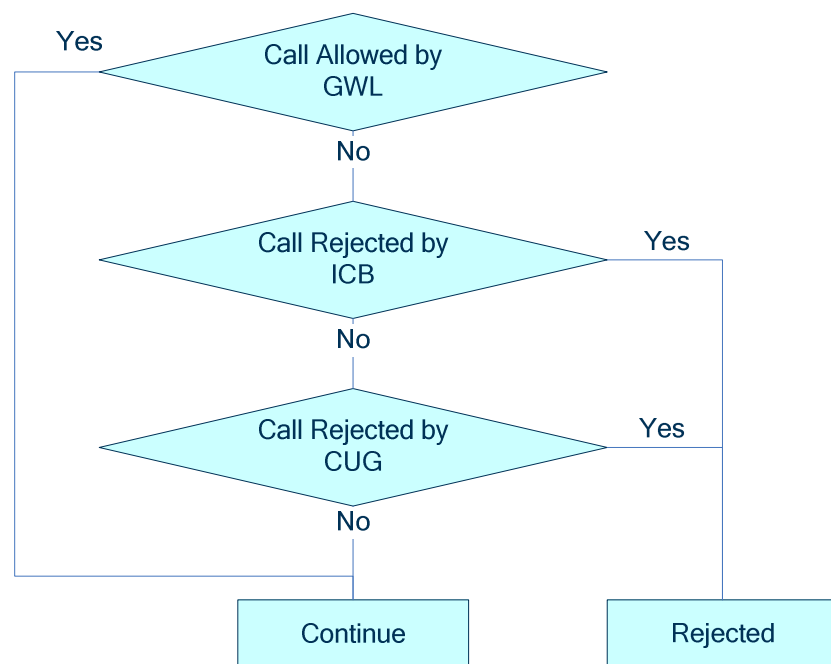 Yes
Call Allowed by
GWL
No
Call Rejected by
ICB
Yes
No
Call Rejected by
CUG
Yes
No
Continue
Rejected